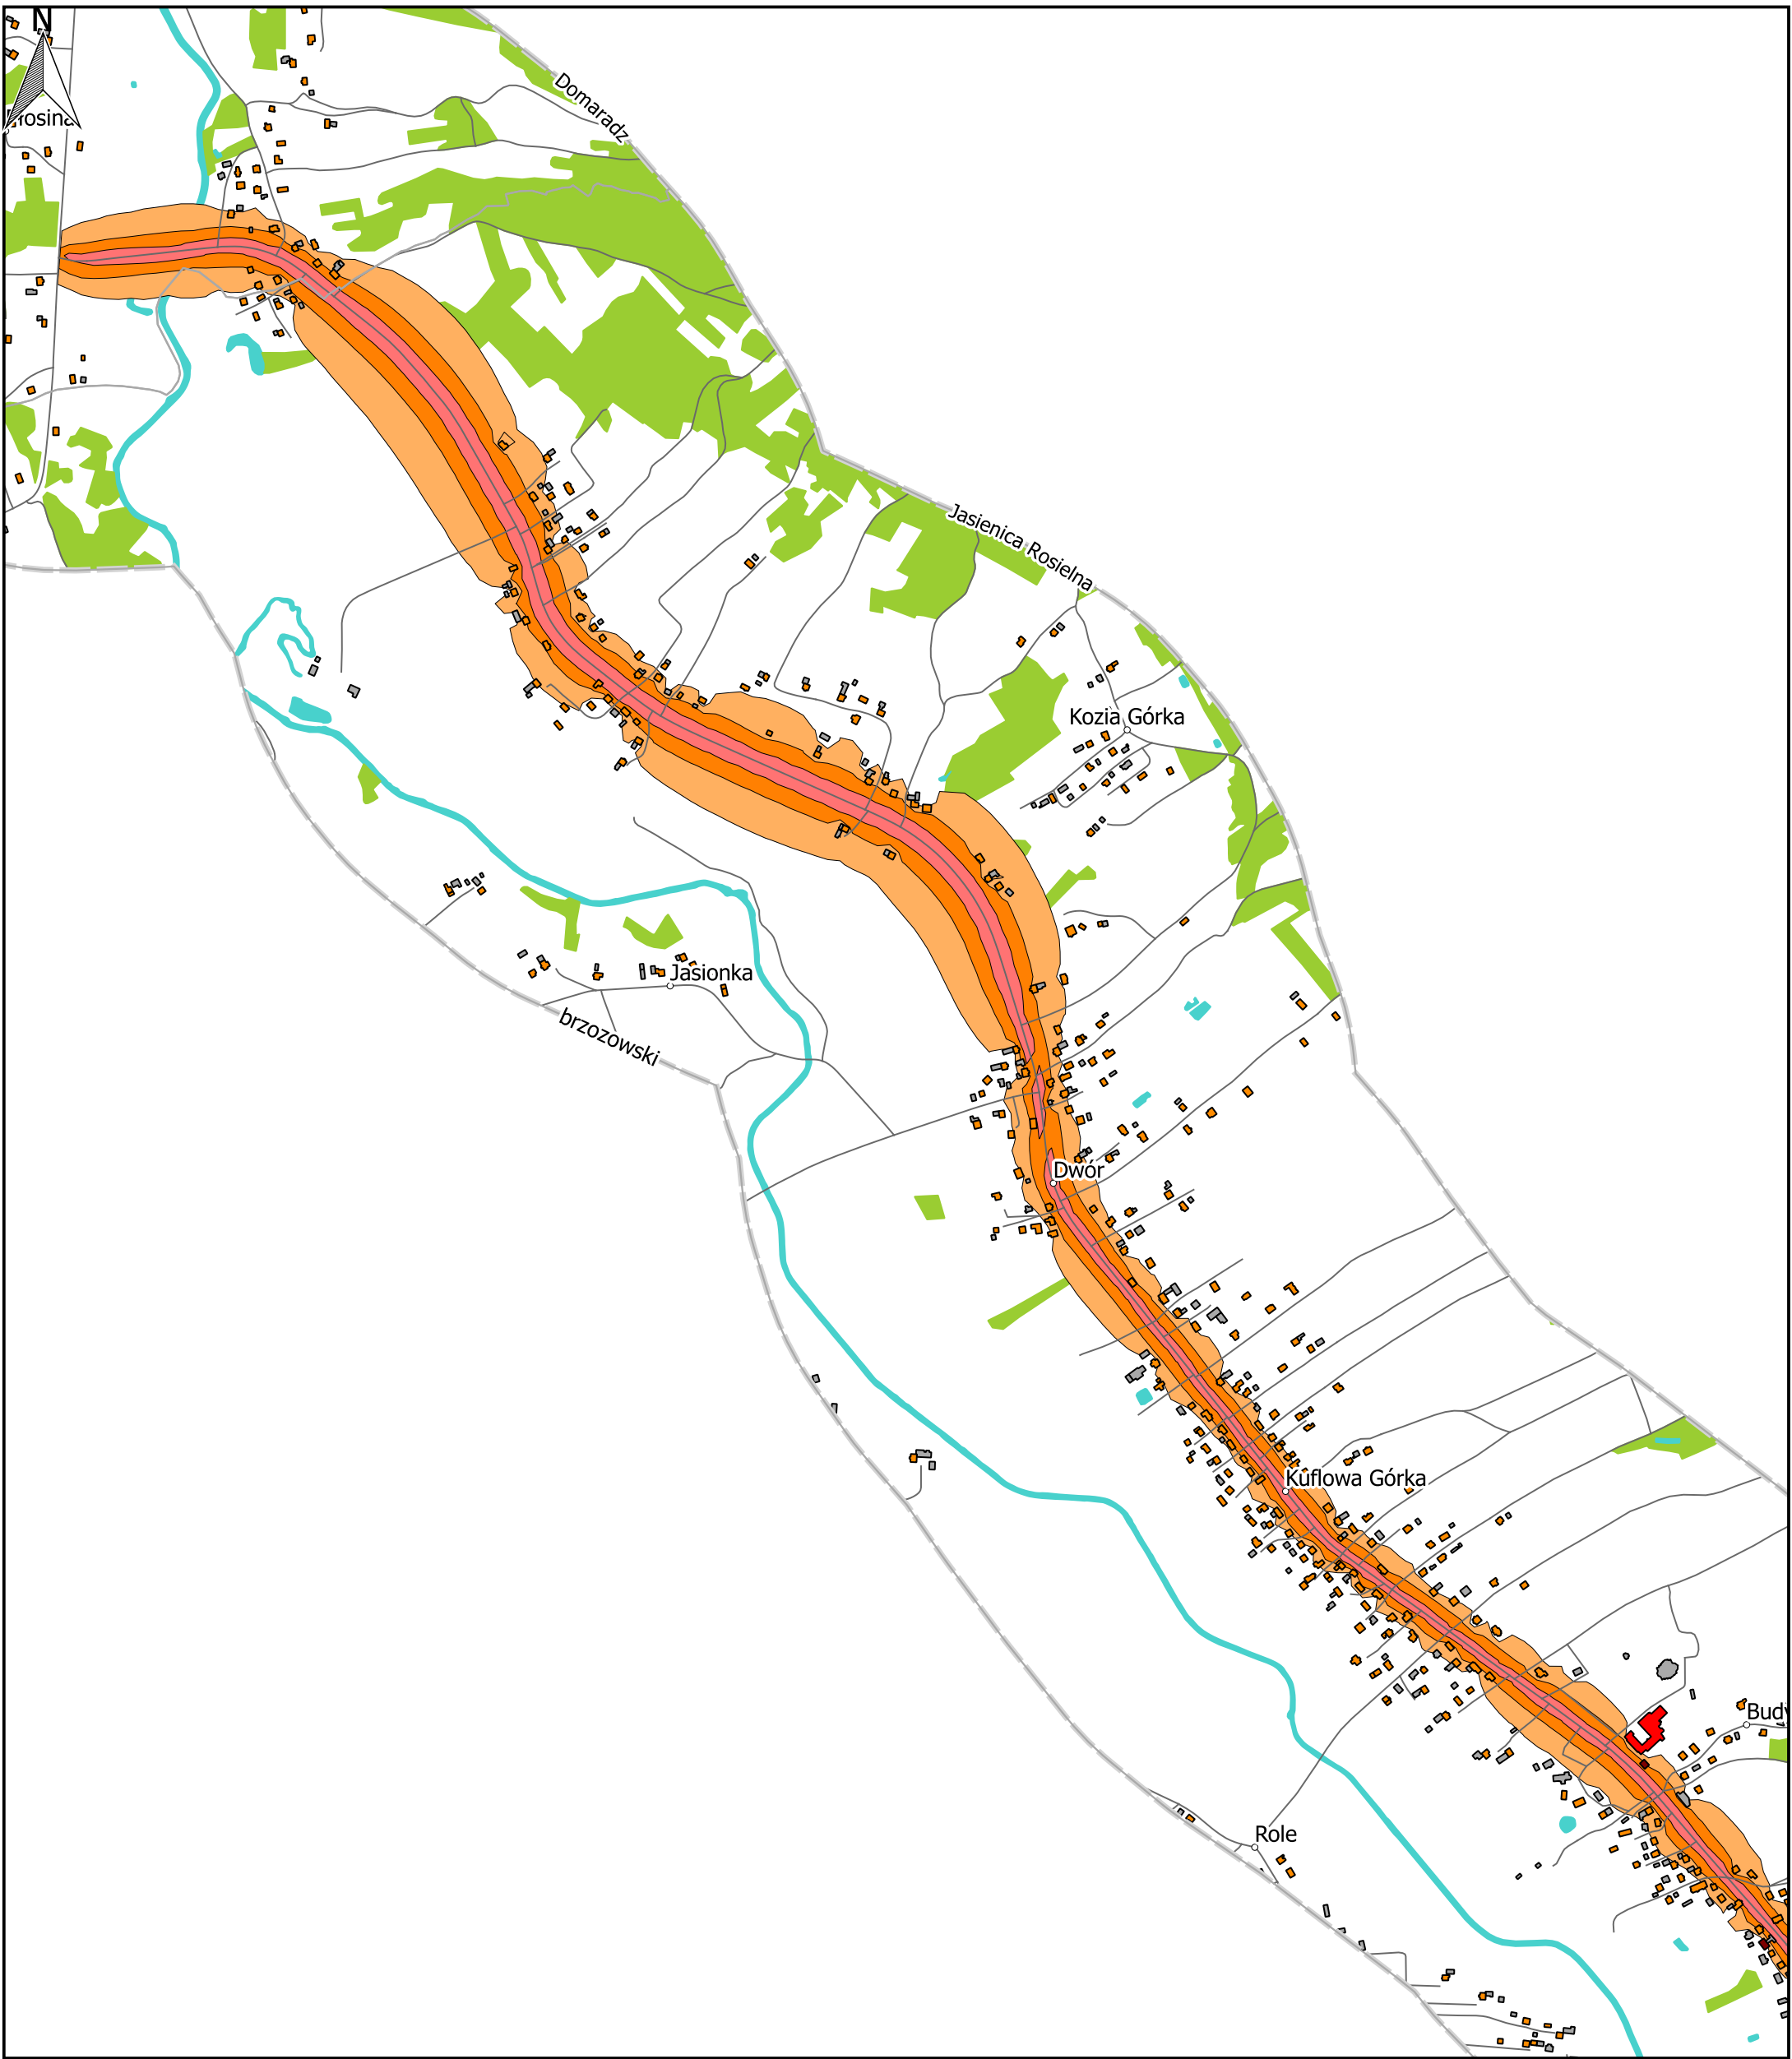 N
Domaradz
Jasienica Rosielna
Kozia Górka
Jasionka
brzozowski
Dwór
Kuflowa Górka
Role